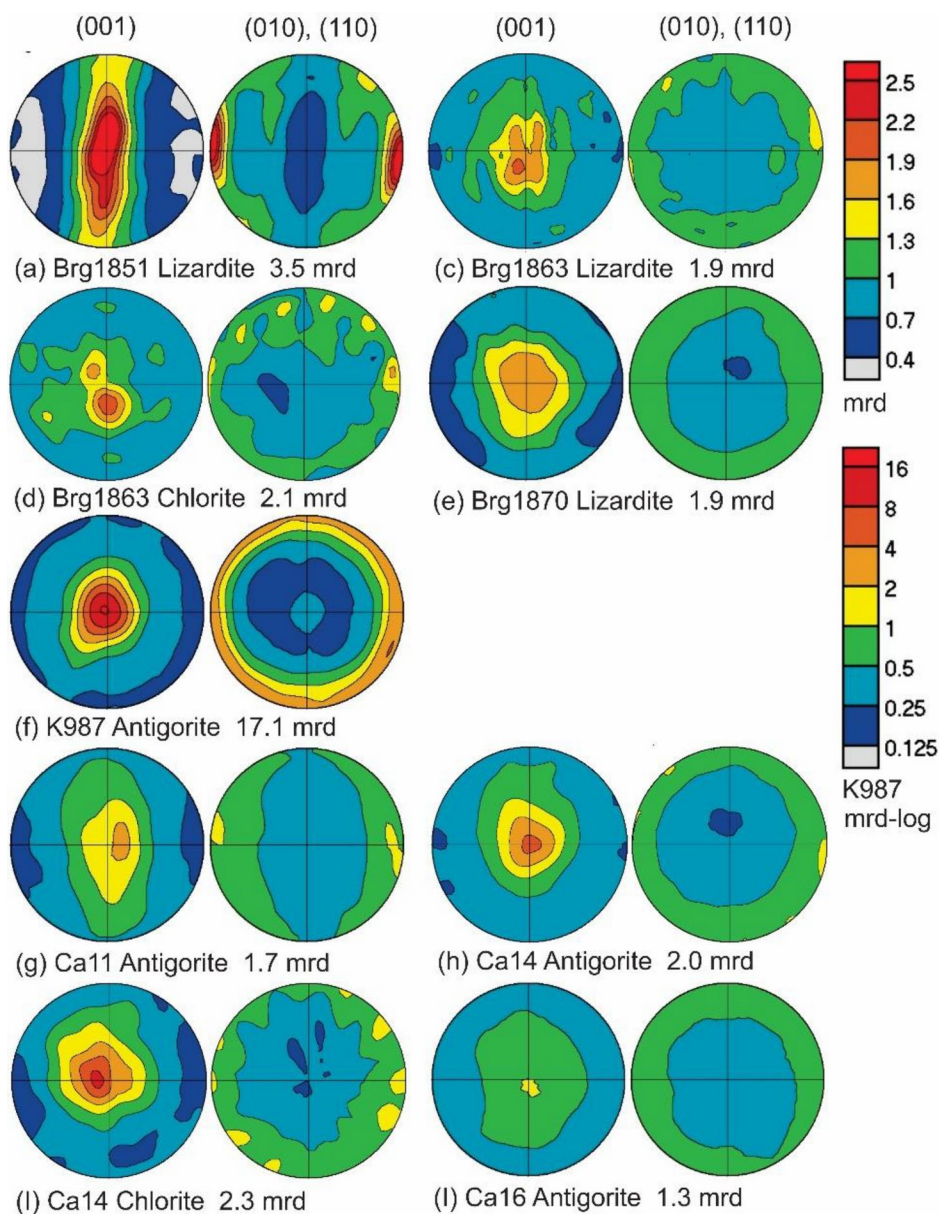 (001) (010), (110) (001) (010), (110)
(a) Brg1851 Lizardite 3.5 mrd
(c) Brg1863 Lizardite 1.9 mrd
2.5
2.2
1.9
1.6
1.3
1
0.7
0.4
mrd
(d) Brg1863 Chlorite 2.1 mrd
(e) Brg1870 Lizardite 1.9 mrd
(f) K987 Antigorite 17.1 mrd
16
8
4
2
1
0.5
0.25
0.125
K987
mrd-log
(g) Ca11 Antigorite 1.7 mrd
(h) Ca14 Antigorite 2.0 mrd
(l) Ca14 Chlorite 2.3 mrd
(l) Ca16 Antigorite 1.3 mrd